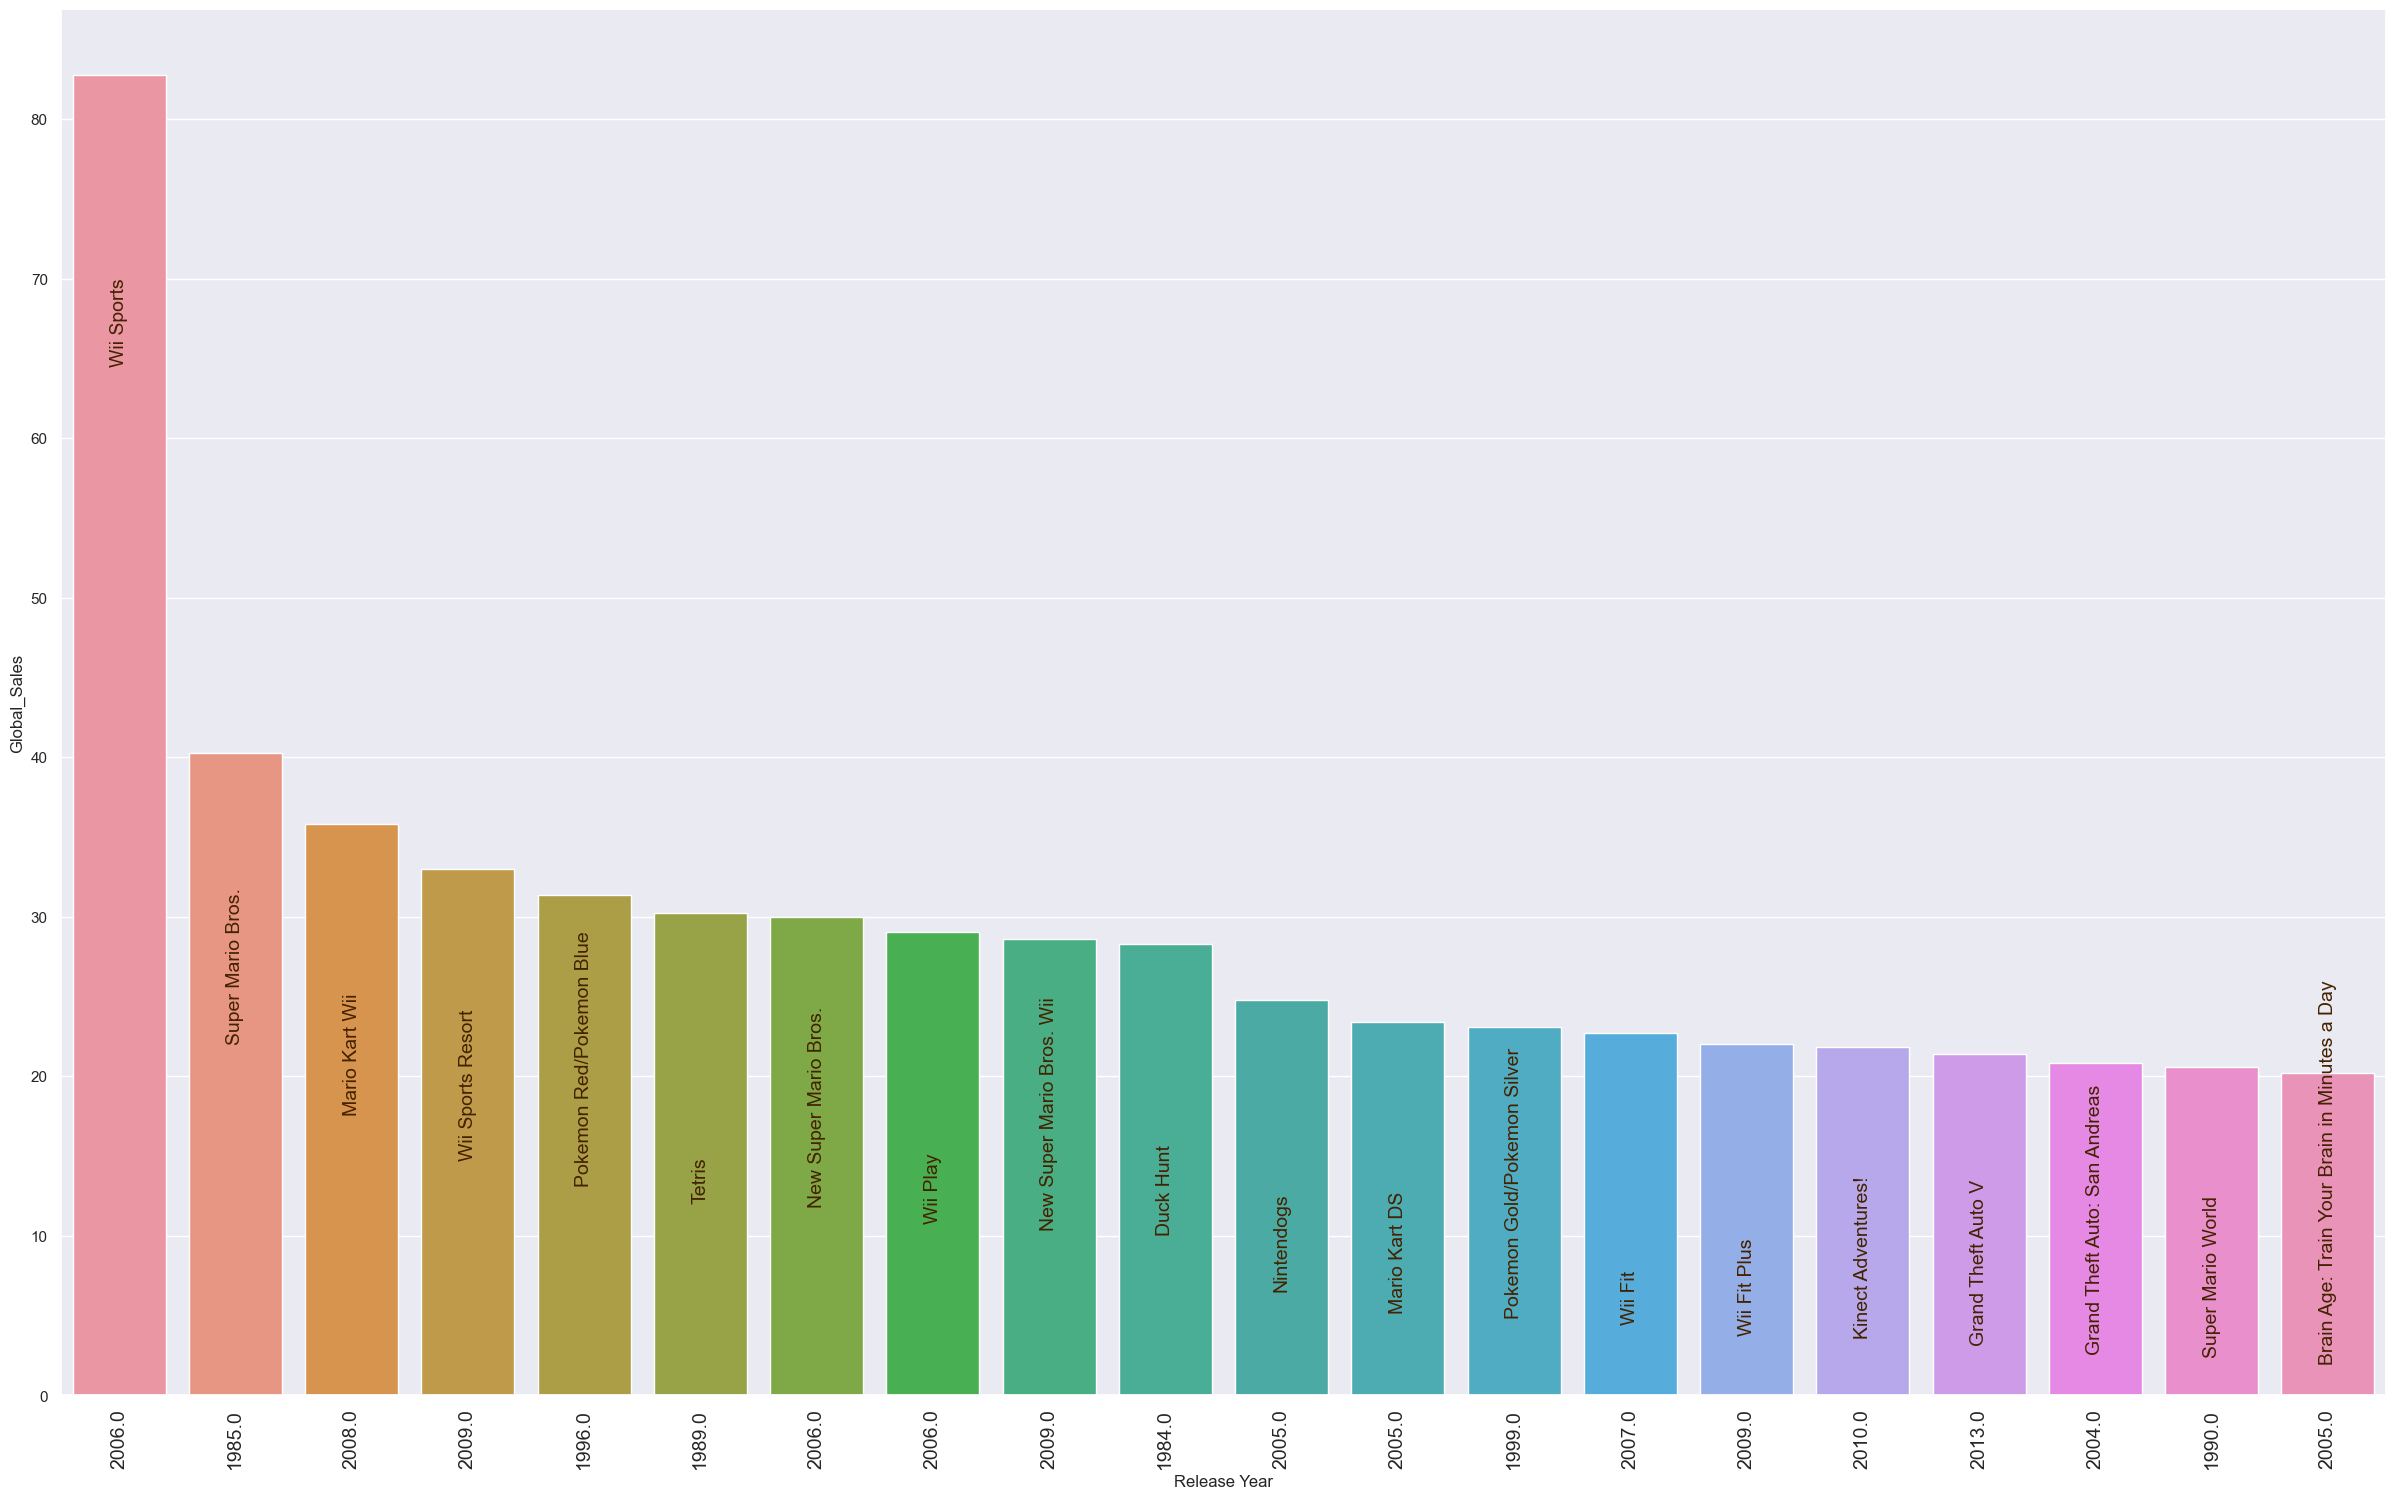 80
70
60
50
40
30
20
10
0
Global_Sales
Wii Sports
Super Mario Bros.
Mario Kart Wii
Wii Sports Resort
Pokemon Red/Pokemon Blue
Tetris
New Super Mario Bros.
Wii Play
New Super Mario Bros. Wii
Duck Hunt
Nintendogs
Mario Kart DS
Pokemon Gold/Pokemon Silver
Wii Fit
Wii Fit Plus
Kinect Adventures!
Grand Theft Auto V
Grand Theft Auto: San Andreas
Super Mario World
Brain Age: Train Your Brain in Minutes a Day
2006.0
1985.0
2008.0
2009.0
1996.0
1989.0
2006.0
2006.0
2009.0
1984.0
2005.0
2005.0
1999.0
2007.0
2009.0
2010.0
2013.0
2004.0
1990.0
2005.0
Release Year